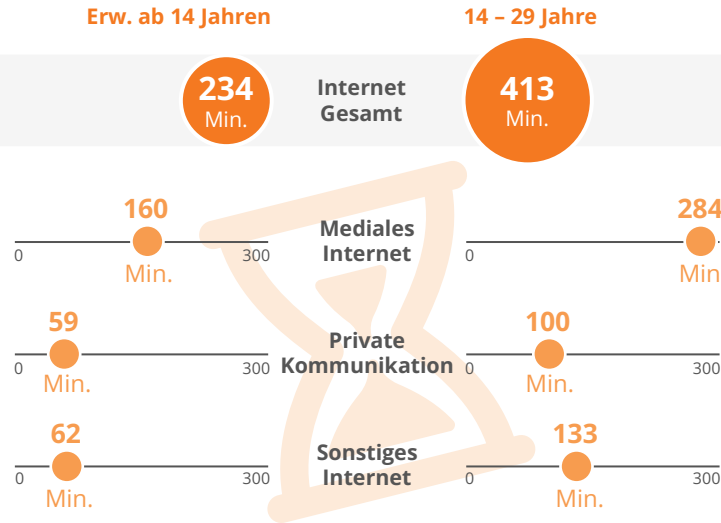 Erw. ab 14 Jahren
14 – 29 Jahre
234
Min.
Internet
Gesamt
413
Min.
160
Min.
0
300
Mediales
Internet
284
Min
0
59
Min.
0
300
Private
Kommunikation
100
Min.
0
300
62
Min.
0
300
Sonstiges
Internet
133
Min.
0
300